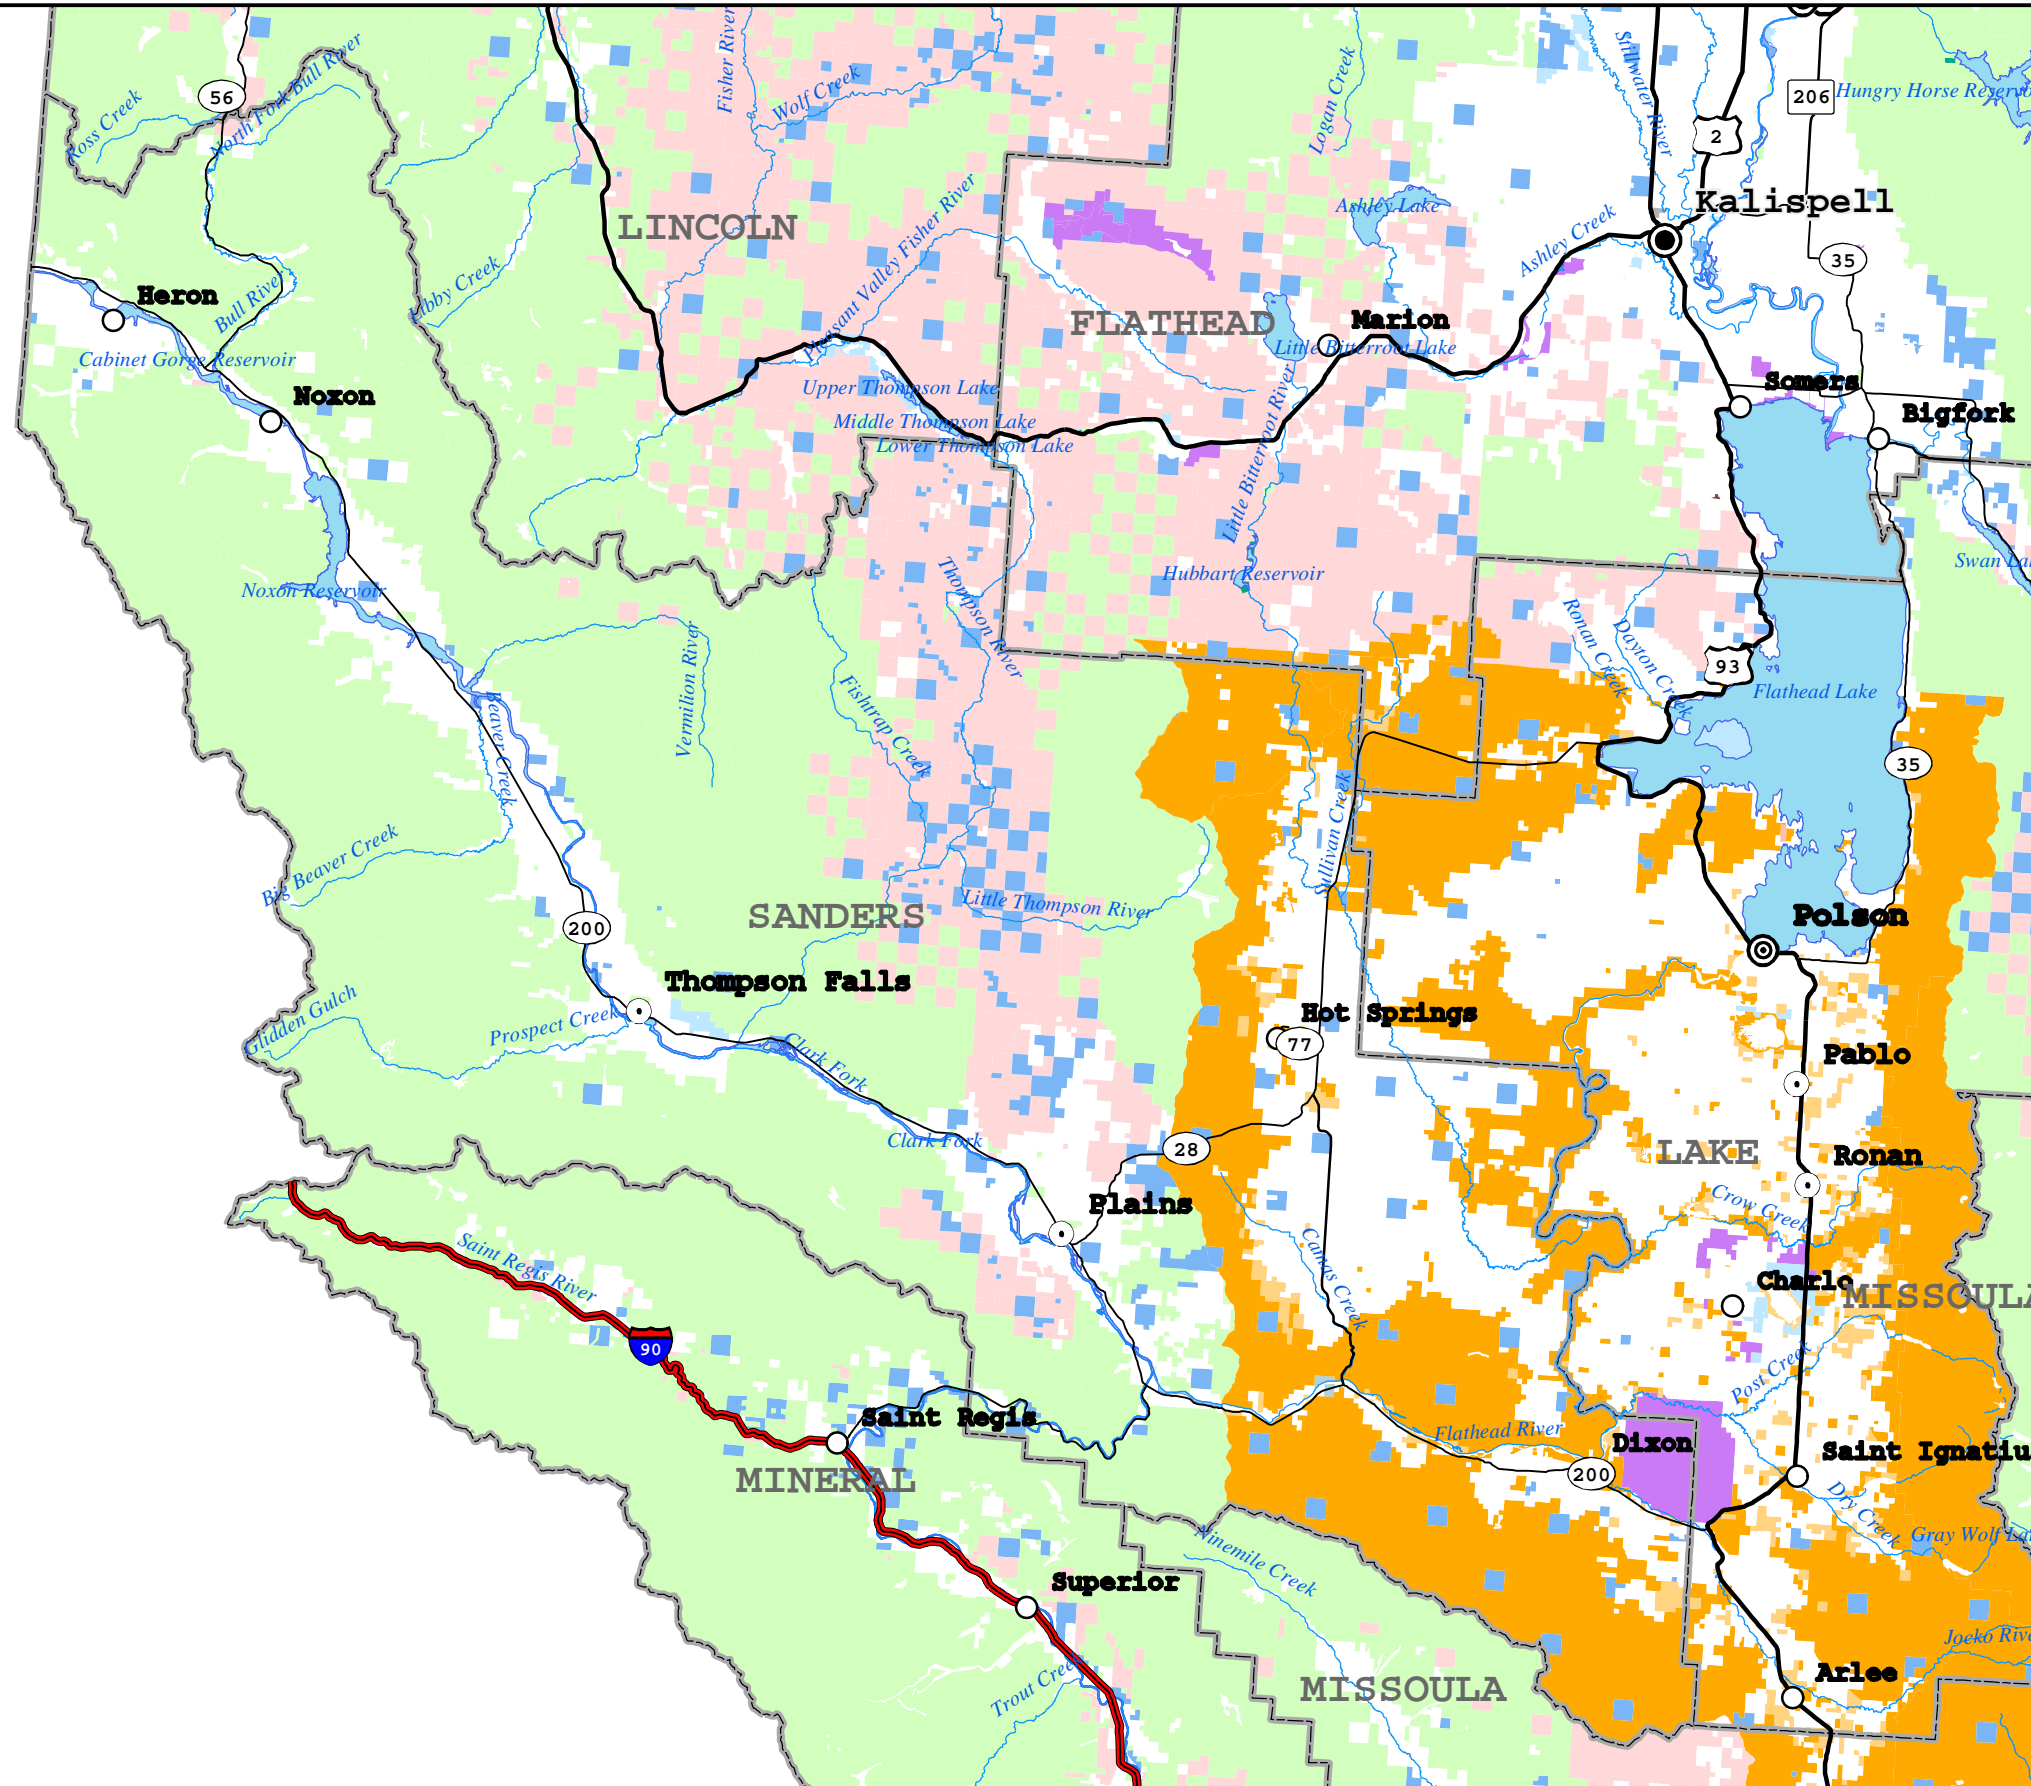 56
Ross Creek
North Fork Bull River
Fisher River
Wolf Creek
Logan Creek
Stillwater River
206
Hungry Horse
2
Kalispell
LINCOLN
Pleasant Valley Fisher River
Ashley Lake
Ashley Creek
35
Libby Creek
Heron
Bull River
Cabinet Gorge Reservoir
Noxon
FLATHEAD
Marion
Little Bitterroot Lake
Upper Thompson Lake
Middle Thompson Lake
Lower Thompson Lake
Little Bitterroot River
Somers
Bigfork
Swan
Noxon Reservoir
Hubbart Reservoir
Thompson River
Ronan Creek
Dayton Creek
93
Flathead Lake
Vermilion River
Fishtrap Creek
Beaver Creek
35
Sullivan Creek
Big Beaver Creek
Little Thompson River
SANDERS
200
Polson
Thompson Falls
Hot Springs
77
Glidden Gulch
Prospect Creek
Clark Fork
Pablo
Clark Fork
28
LAKE
Ronan
Plains
Crow Creek
Saint Regis River
Camas Creek
Charlo
MISSOULA
90
Post Creek
Saint Regis
Flathead River
Dixon
Saint Ignatiu
200
MINERAL
Dry Creek
Gray Wolf
Ninemile Creek
Superior
Jocko
Trout Creek
MISSOULA
Arlee